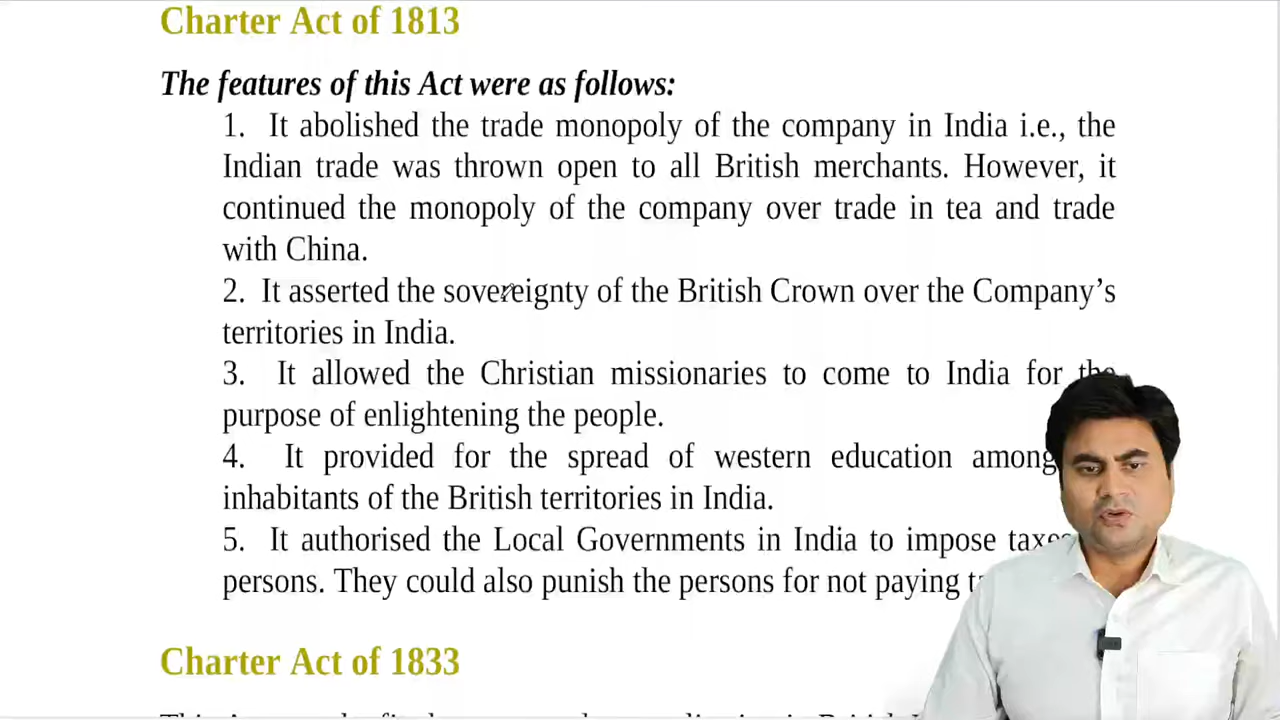 Charter Act of 1813
The features of this Act were as follows:
1. It abolished the trade monopoly of the company in India i.e., the
Indian trade was thrown open to all British merchants. However, it
continued the monopoly of the company over trade in tea and trade
with China.
2. It asserted the sovereignty of the British Crown over the Company’s
territories in India.
3. It allowed the Christian missionaries to come to India for the
purpose of enlightening the people.
4. It provided for the spread of western education among
inhabitants of the British territories in India.
5. It authorised the Local Governments in India to impose taxes
persons. They could also punish the persons for not paying
Charter Act of 1833